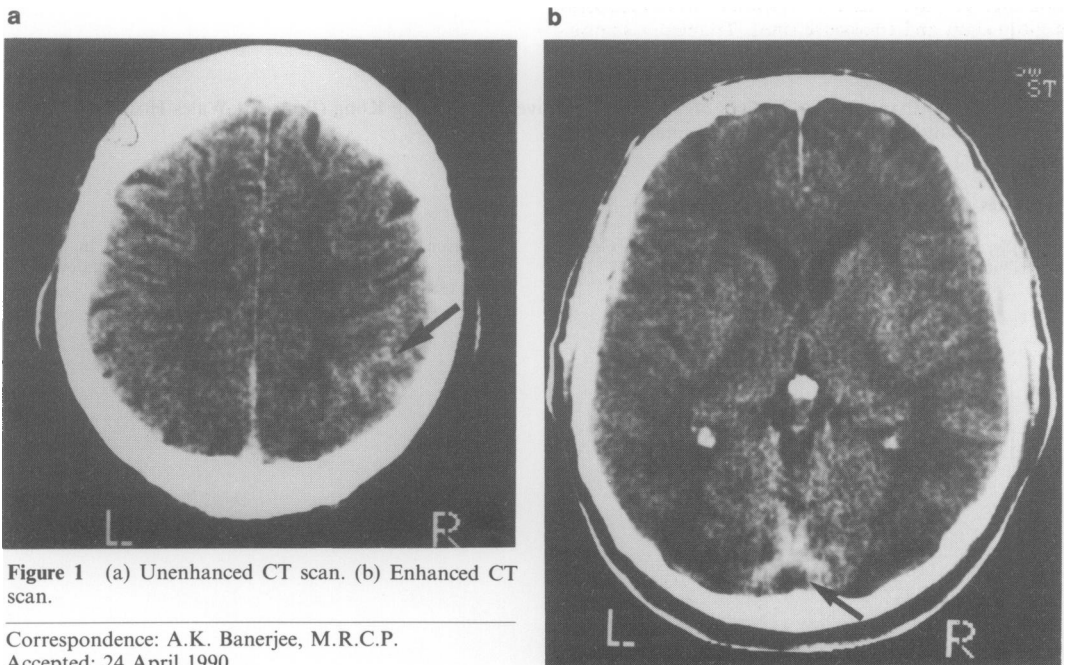 a
b
ST
L
R
Figure 1 (a) Unenhanced CT scan. (b) Enhanced CT
scan.
Correspondence: A.K. Banerjee, M.R.C.P.
Accepted: 24 April 1990
L
R